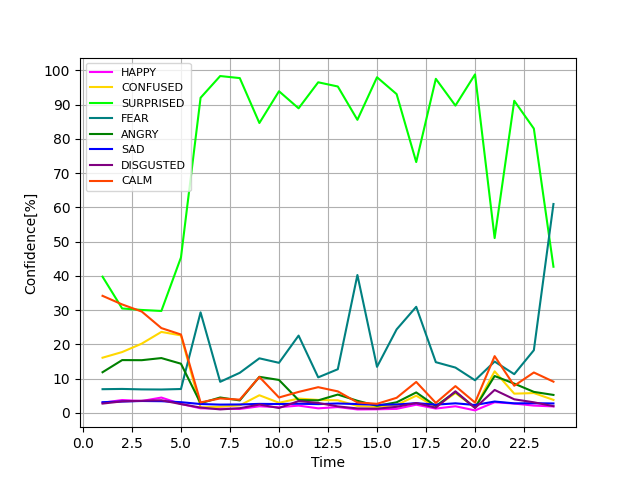 HAPPY
CONFUSED
SURPRISED
FEAR
ANGRY
SAD
DISGUSTED
CALM
100
90
80
70
60
50
40
30
20
10
0
Confidence[%]
0.0 2.5 5.0 7.5 10.0 12.5 15.0 17.5 20.0 22.5
Time